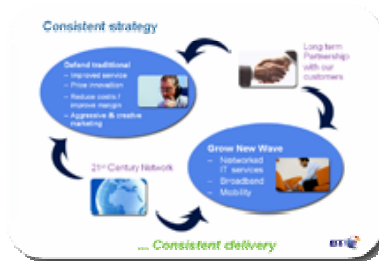 Consistent strategy
Defend traditional
– Improved service
– Price innovation
– Reduce costs /
improve margin
– Aggressive & creative
marketing
Long term
Partnership
with our
customers
Grow New Wave
– Networked
IT services
– Broadband
– Mobility
21st Century Network
... Consistent delivery
BT